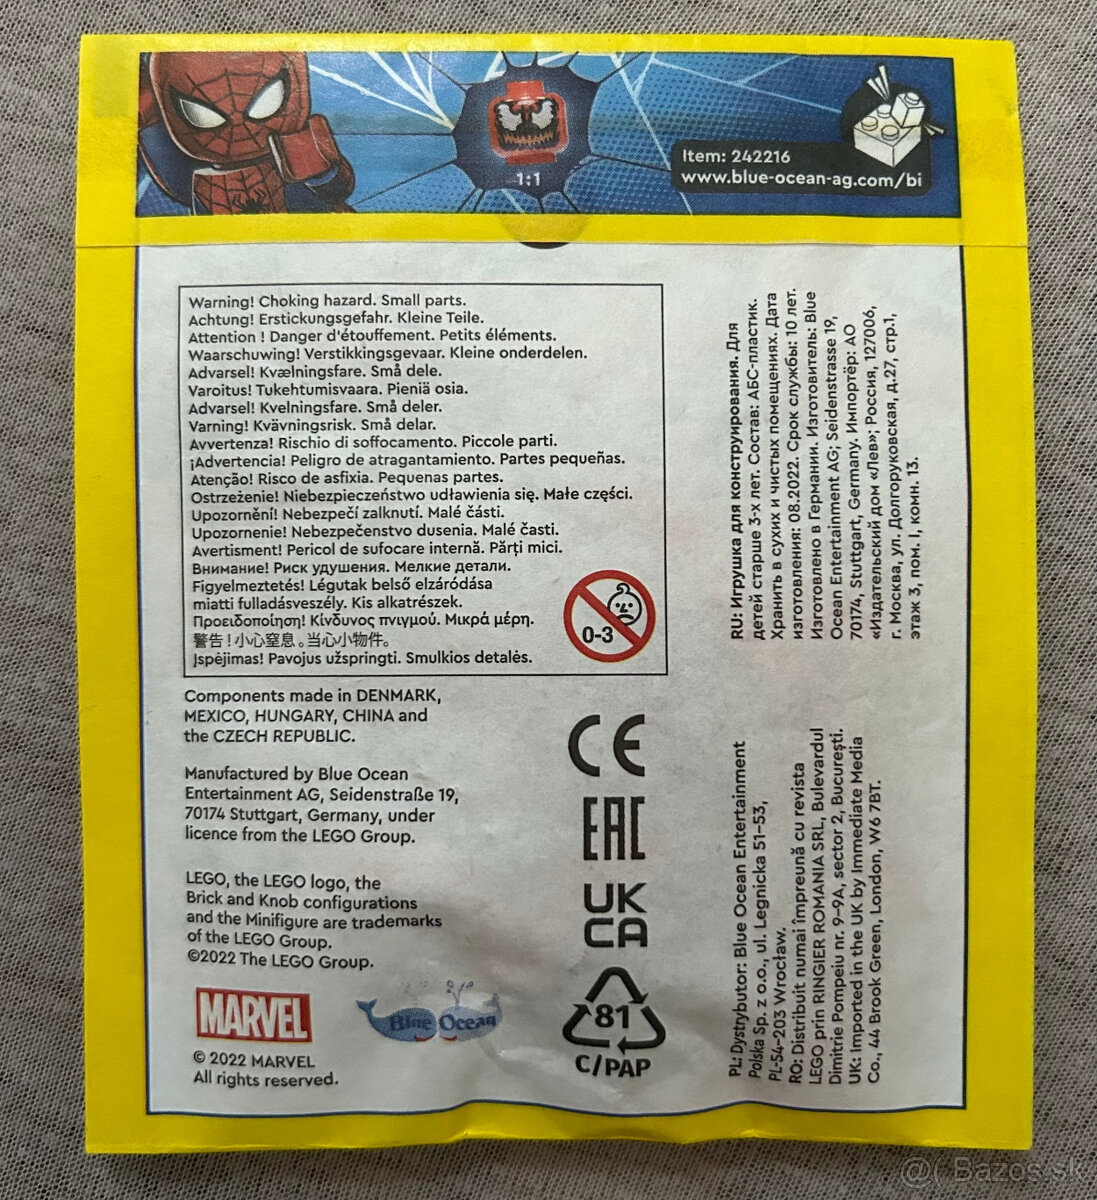 1:1
Item: 242216
www.blue-ocean-ag.com/bi
Warning! Choking hazard. Small parts.
Achtung! Erstickungsgefahr. Kleine Teile.
Attention ! Danger d'étouffement. Petits éléments.
Waarschuwing! Verstikkingsgevaar. Kleine onderdelen.
Advarsel! Kvælningsfare. Små dele.
Varoitus! Tukehtumisvaara. Pieniä osia.
Advarsel! Kvelningsfare. Små deler.
Varning! Kvävningsrisk. Små delar.
Avvertenza! Rischio di soffocamento. Piccole parti.
¡Advertencia! Peligro de atragantamiento. Partes pequeñas.
Atenção! Risco de asfixia. Pequenas partes.
Ostrzeżenie! Niebezpieczeństwo udławienia się. Małe części.
Upozornění! Nebezpečí zalknutí. Malé části.
Upozornenie! Nebezpečenstvo dusenia. Malé časti.
Avertisment! Pericol de sufocare internă. Părți mici.
Внимание! Риск удушения. Мелкие детали.
Figyelmeztetés! Légutak belső elzáródása
miatti fulladásveszély. Kis alkatrészek.
Προειδοποίηση! Κίνδυνος πνιγμού. Μικρά μέρη.
警告！小心窒息。当心小物件。
Įspėjimas! Pavojus užspringti. Smulkios detalės.
0-3
Components made in DENMARK,
MEXICO, HUNGARY, CHINA and
the CZECH REPUBLIC.
Manufactured by Blue Ocean
Entertainment AG, Seidenstraße 19,
70174 Stuttgart, Germany, under
licence from the LEGO Group.
LEGO, the LEGO logo, the
Brick and Knob configurations
and the Minifigure are trademarks
of the LEGO Group.
©2022 The LEGO Group.
MARVEL
© 2022 MARVEL
All rights reserved.
Blue Ocean
CE
EAC
UK
CA
81
C/PAP
RU: Игрушка для конструирования. Для
детей старше 3-х лет. Состав: АБС-пластик.
Хранить в сухих и чистых помещениях. Дата
изготовления: 08.2022. Срок службы: 10 лет.
Изготовлено в Германии. Изготовитель: Blue
Ocean Entertainment AG; Seidenstrasse 19,
70174, Stuttgart, Germany. Импортёр: АО
«Издательский дом «Лев»; Россия, 127006,
г. Москва, ул. Долгоруковская, д.27, стр.1,
этаж 3, пом. I, комн. 13.
PL: Dystrybutor: Blue Ocean Entertainment
Polska Sp. z o.o., ul. Legnicka 51-53,
PL-54-203 Wrocław.
RO: Distribuit numai împreună cu revista
LEGO prin RINGIER ROMANIA SRL, Bulevardul
Dimitrie Pompeiu nr. 9-9A, sector 2, București.
UK: Imported in the UK by Immediate Media
Co., 44 Brook Green, London, W6 7BT.
@( Bazos.sk